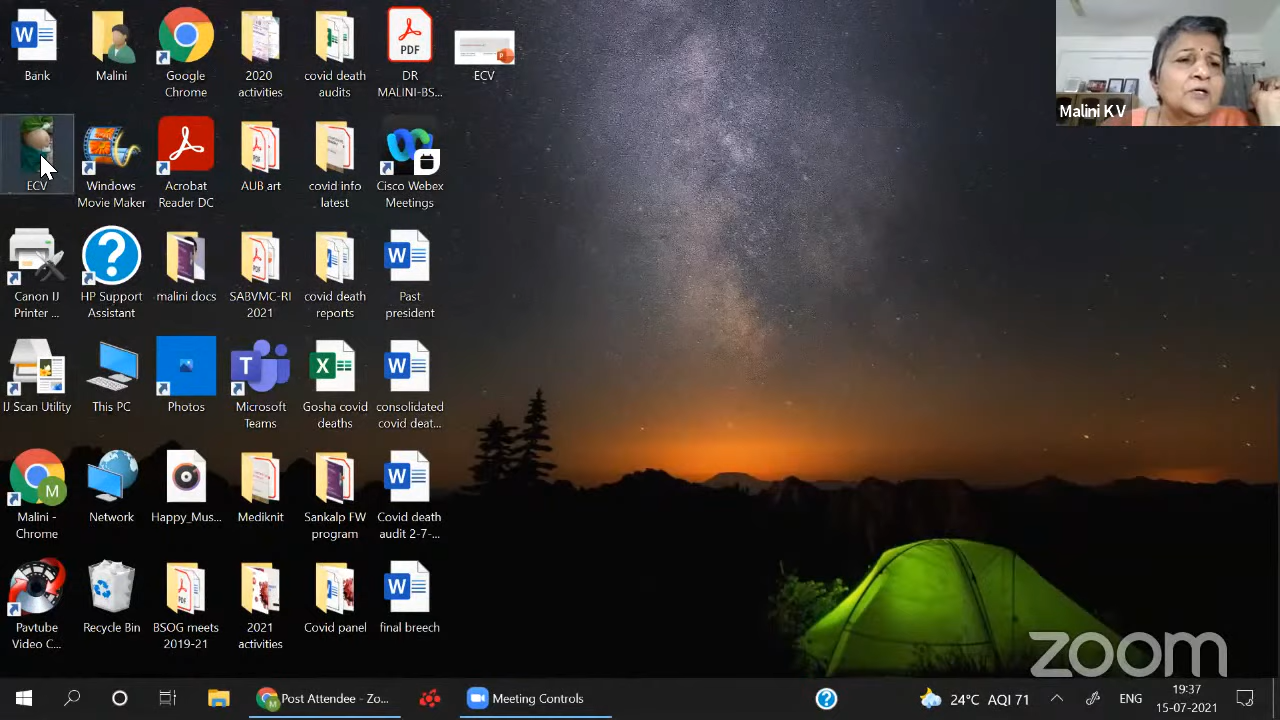 Bank
Malini
Google
Chrome
2020
activities
covid death
audits
PDF
DR
MALINI-BS...
ECV
Malini K V
ECV
Windows
Movie Maker
Acrobat
Reader DC
AUB art
covid info
latest
Cisco Webex
Meetings
Canon IJ
Printer ...
HP Support
Assistant
malini docs
SABVMC-RI
2021
covid death
reports
Past
president
IJ Scan Utility
This PC
Photos
Microsoft
Teams
Gosha covid
deaths
consolidated
covid deat...
Malini -
Chrome
Network
Happy_Mus...
Mediknit
Sankalp FW
program
Covid death
audit 2-7-...
Pavtube
Video C...
Recycle Bin
BSOG meets
2019-21
2021
activities
Covid panel
final breech
zoom
Post Attendee - Zo...
Meeting Controls
24°C AQI 71
ENG
19:37
15-07-2021